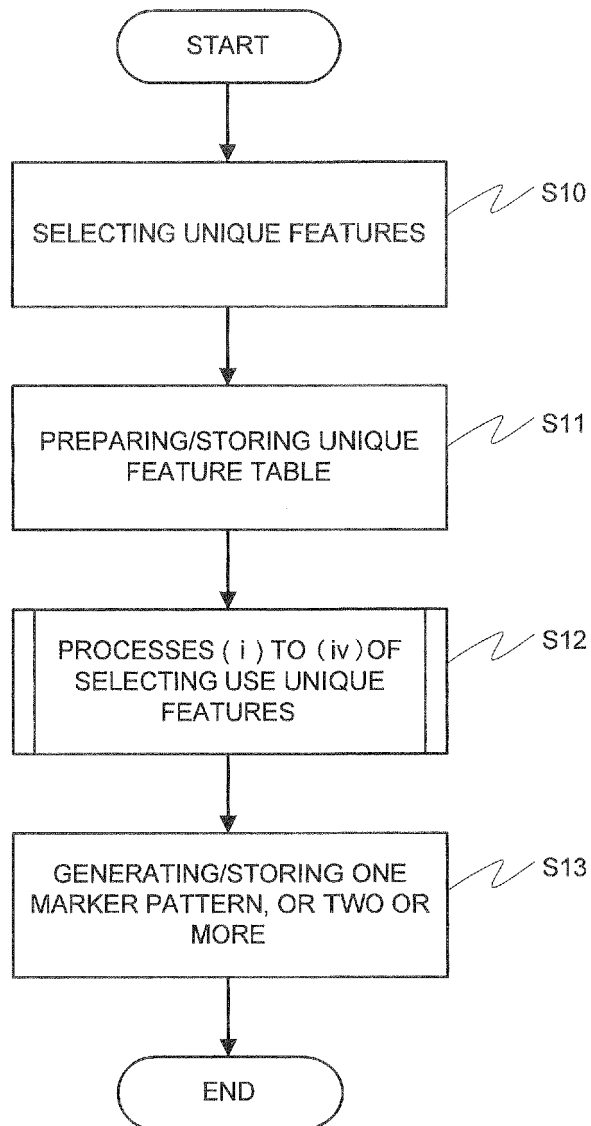 START
SELECTING UNIQUE FEATURES
S10
PREPARING/STORING UNIQUE
FEATURE TABLE
S11
PROCESSES ( i ) TO (iv) OF
SELECTING USE UNIQUE
FEATURES
S12
GENERATING/STORING ONE
MARKER PATTERN, OR TWO OR
MORE
S13
END